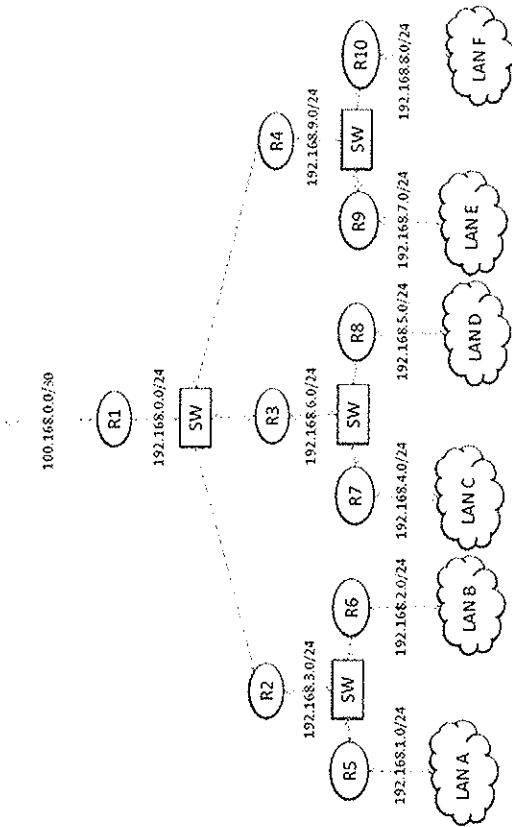 100.168.0.0/30
R1
192.168.0.0/24
SW
R2
R3
R4
192.168.3.0/24
192.168.6.0/24
192.168.9.0/24
SW
SW
SW
R5
R6
R7
R8
R9
R10
192.168.1.0/24
192.168.2.0/24
192.168.4.0/24
192.168.5.0/24
192.168.7.0/24
192.168.8.0/24
LAN A
LAN B
LAN C
LAN D
LAN E
LAN F